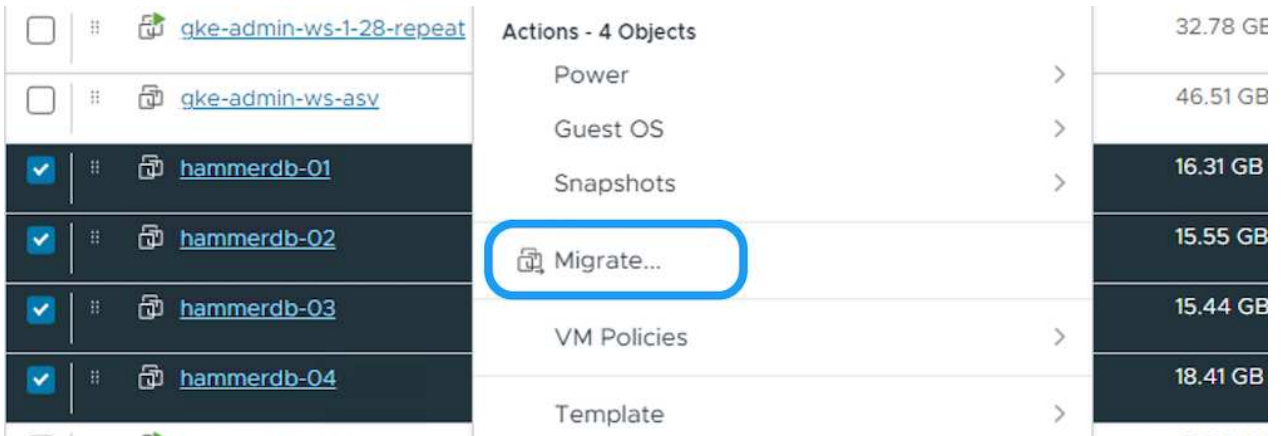 gke-admin-ws-1-28-repeat
Actions - 4 Objects
32.78 GB
Power
gke-admin-ws-asv
46.51 GB
Guest OS
hammerdb-01
Snapshots
16.31 GB
hammerdb-02
15.55 GB
Migrate...
hammerdb-03
15.44 GB
VM Policies
hammerdb-04
18.41 GB
Template